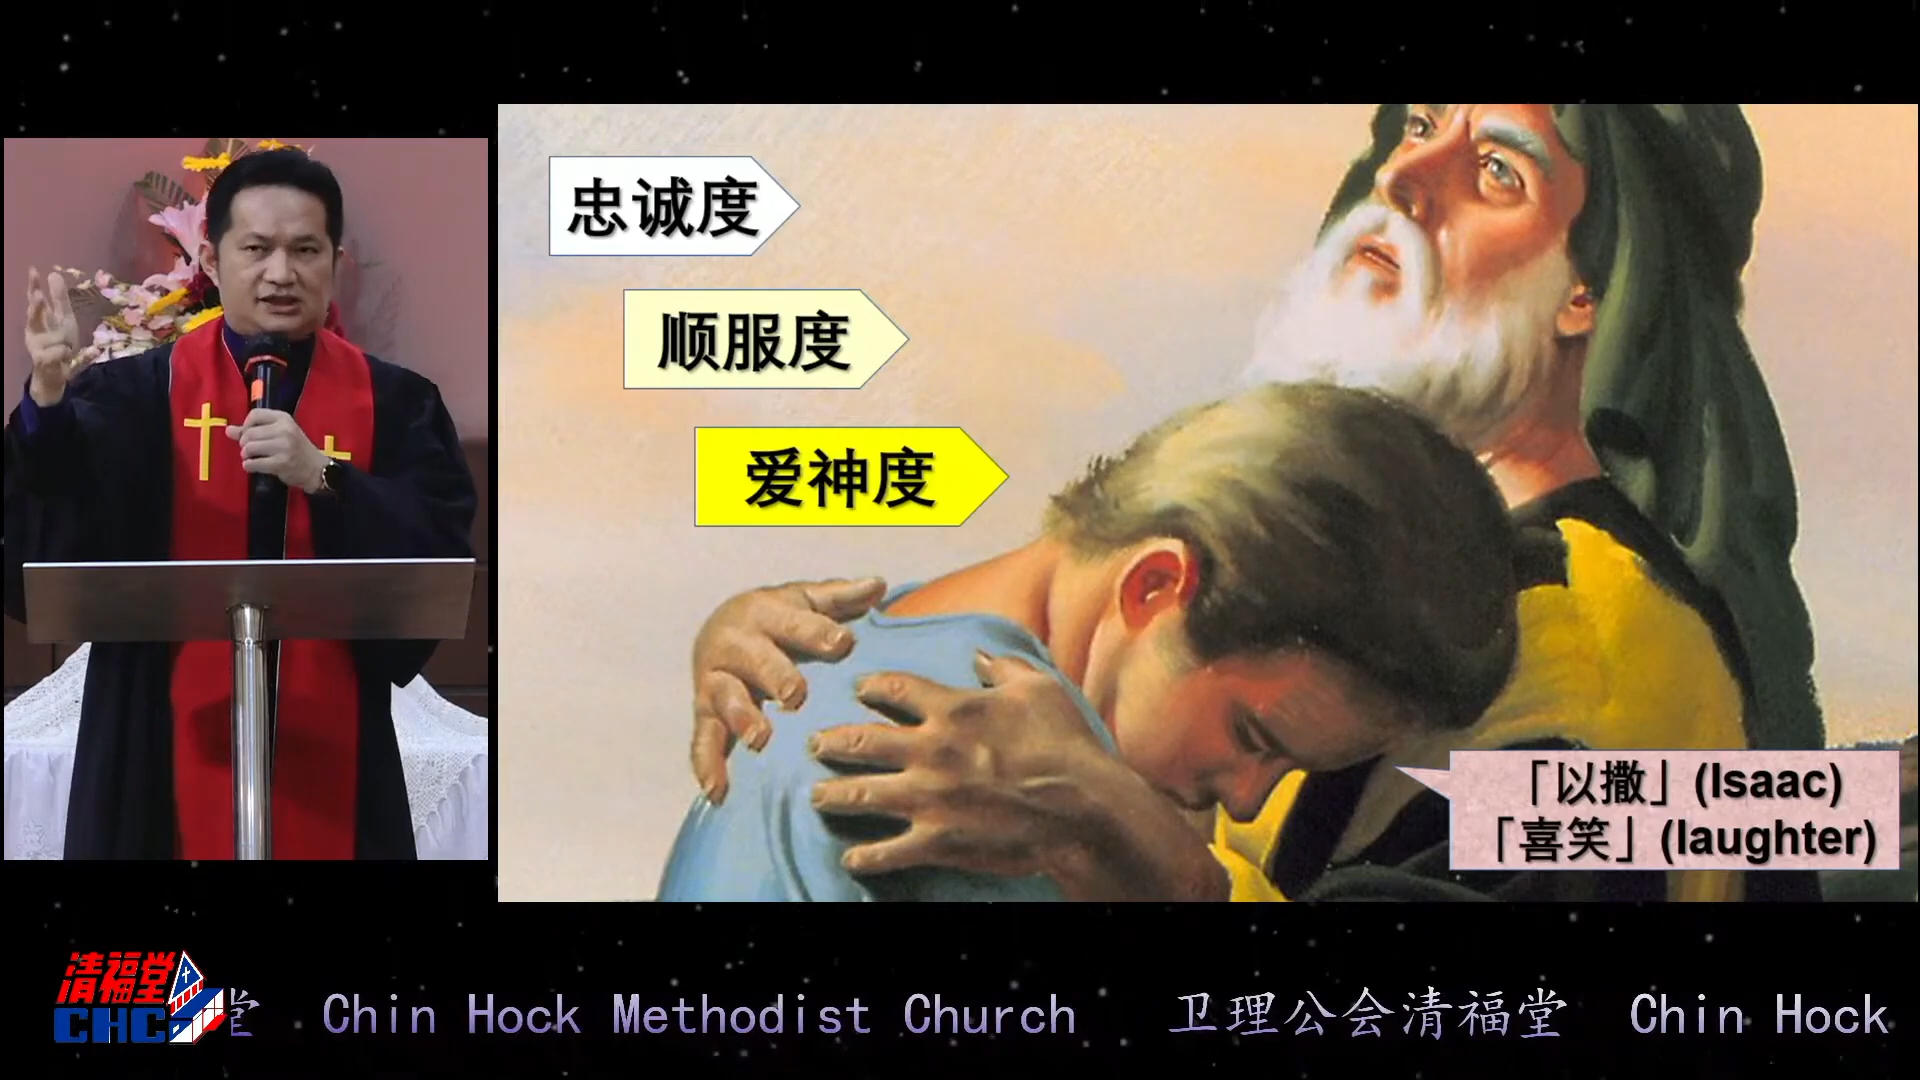 忠诚度
顺服度
爱神度
「以撒」(Isaac)
「喜笑」(laughter)
清福堂
CHC
堂 Chin Hock Methodist Church 卫理公会清福堂 Chin Hock